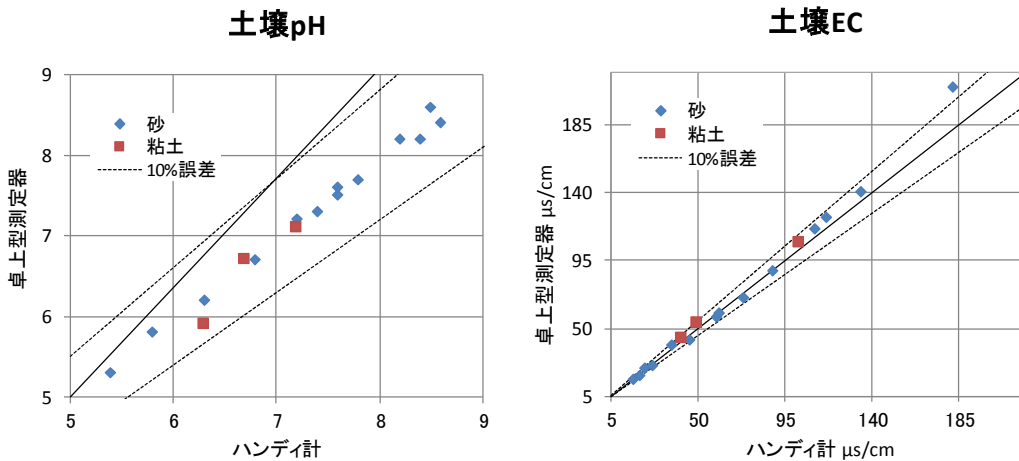 土壌pH
9
8
7
6
5
5
6
7
8
9
砂
粘土
10%誤差
卓上型測定器
ハンディ計
土壌EC
185
140
95
50
5
5
50
95
140
185
砂
粘土
10%誤差
卓上型測定器 μs/cm
ハンディ計 μs/cm